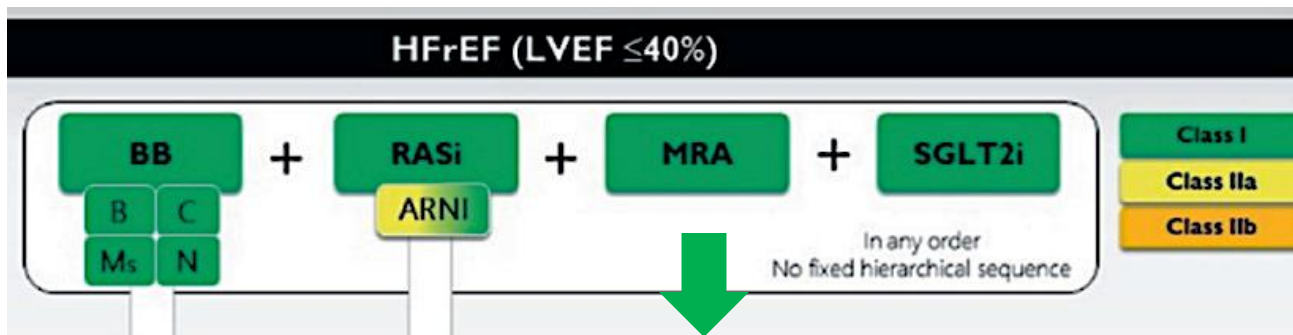 HFrEF (LVEF ≤40%)
BB + RASi + MRA + SGLT2i
B C
Ms N
ARNI
In any order
No fixed hierarchical sequence
Class I
Class IIa
Class IIb